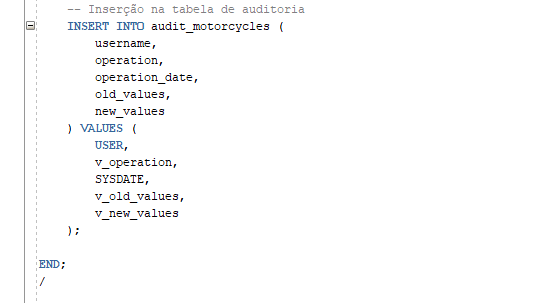 -- Inserção na tabela de auditoria
INSERT INTO audit_motorcycles (
username,
operation,
operation_date,
old_values,
new_values
) VALUES (
USER,
v_operation,
SYSDATE,
v_old_values,
v_new_values
);
END;
/